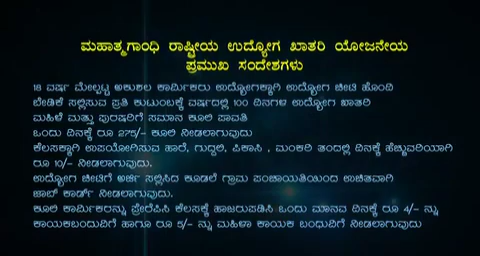 ಮಹಾತ್ಮಗಾಂಧಿ ರಾಷ್ಟ್ರೀಯ ಉದ್ಯೋಗ ಖಾತರಿ ಯೋಜನೇಯ
ಪ್ರಮುಖ ಸಂದೇಶಗಳು
18 ವರ್ಷ ಮೇಲ್ಪಟ್ಟ ಅಕುಶಲ ಕಾರ್ಮಿಕರು ಉದ್ಯೋಗಕ್ಕಾಗಿ ಉದ್ಯೋಗ ಚೀಟಿ ಹೊಂದಿ
ಬೇಡಿಕೆ ಸಲ್ಲಿಸುವ ಪ್ರತಿ ಕುಟುಂಬಕ್ಕೆ ವರ್ಷದಲ್ಲಿ 100 ದಿನಗಳ ಉದ್ಯೋಗ ಖಾತರಿ
ಮಹಿಳೆ ಮತ್ತು ಪುರಷರಿಗೆ ಸಮಾನ ಕೂಲಿ ಪಾವತಿ
ಒಂದು ದಿನಕ್ಕೆ ರೂ 275/- ಕೂಲಿ ನೀಡಲಾಗುವುದು
ಕೆಲಸಕ್ಕಾಗಿ ಉಪಯೋಗಿಸುವ ಹಾರೆ, ಗುದ್ದಲಿ, ಪಿಕಾಸಿ , ಮಂಕರಿ ತಂದಲ್ಲಿ ದಿನಕ್ಕೆ ಹೆಚ್ಚುವರಿಯಾಗಿ
ರೂ 10/- ನೀಡಲಾಗುವುದು.
ಉದ್ಯೋಗ ಚೀಟಿಗೆ ಅರ್ಜಿ ಸಲ್ಲಿಸಿದ ಕೂಡಲೆ ಗ್ರಾಮ ಪಂಚಾಯತಿಯಿಂದ ಉಚಿತವಾಗಿ
ಜಾಬ್ ಕಾರ್ಡ್ ನೀಡಲಾಗುವುದು.
ಕೂಲಿ ಕಾರ್ಮಿಕರನ್ನು ಪ್ರೇರೆಪಿಸಿ ಕೆಲಸಕ್ಕೆ ಹಾಜರುಪಡಿಸಿ ಒಂದು ಮಾನವ ದಿನಕ್ಕೆ ರೂ 4/- ನ್ನು
ಕಾಯಕಬಂದುವಿಗೆ ಹಾಗೂ ರೂ 5/- ನ್ನು ಮಹಿಳಾ ಕಾಯಕ ಬಂಧುವಿಗೆ ನೀಡಲಾಗುವುದು